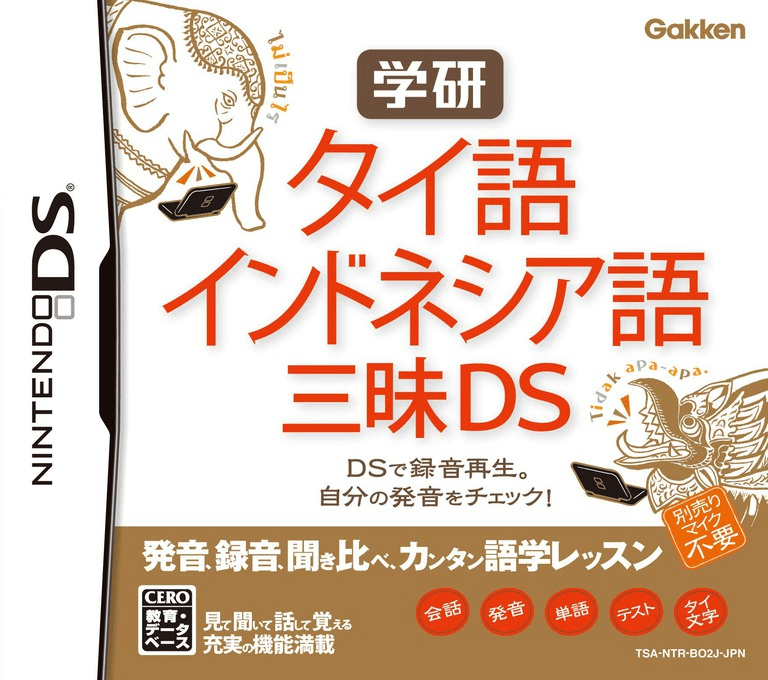 NINTENDO DS®
Gakken
ไม่เป็นไร
学研
タイ語
インドネシア語
三昧DS
Tidak apa-apa.
DSで録音再生。
自分の発音をチェック!
別売り
マイク
不要
発音、録音、聞き比べ、カンタン語学レッスン
CERO
教育・
データ
ベース
見て聞いて話して覚える
充実の機能満載
会話
発音
単語
テスト
タイ
文字
TSA-NTR-BO2J-JPN